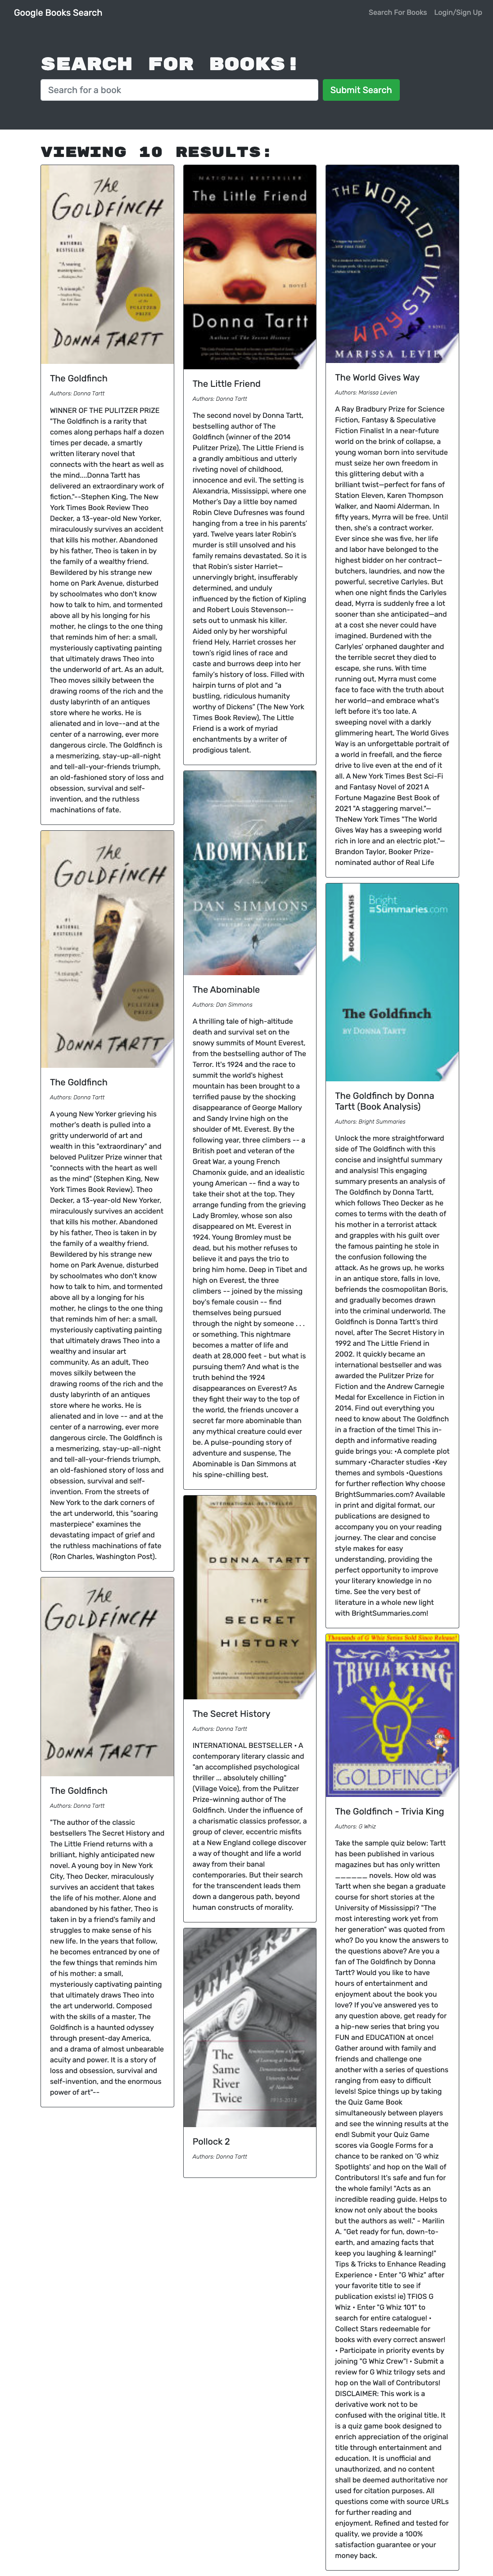 Google Books Search
Search For Books
Login/Sign Up
SEARCH FOR BOOKS!
Search for a book
Submit Search
VIEWING 10 RESULTS:
The
GOLDFINCH
#1
NATIONAL
BESTSELLER
"A soaring
masterpiece."
"A triumph."
WINNER
OF THE
PULITZER
PRIZE
DONNA TARTT
The Goldfinch
Authors: Donna Tartt
WINNER OF THE PULITZER PRIZE
"The Goldfinch is a rarity that
comes along perhaps half a dozen
times per decade, a smartly
written literary novel that
connects with the heart as well as
the mind....Donna Tartt has
delivered an extraordinary work of
fiction."--Stephen King, The New
York Times Book Review Theo
Decker, a 13-year-old New Yorker,
miraculously survives an accident
that kills his mother. Abandoned
by his father, Theo is taken in by
the family of a wealthy friend.
Bewildered by his strange new
home on Park Avenue, disturbed
by schoolmates who don't know
how to talk to him, and tormented
above all by his longing for his
mother, he clings to the one thing
that reminds him of her: a small,
mysteriously captivating painting
that ultimately draws Theo into
the underworld of art. As an adult,
Theo moves silkily between the
drawing rooms of the rich and the
dusty labyrinth of an antiques
store where he works. He is
alienated and in love--and at the
center of a narrowing, ever more
dangerous circle. The Goldfinch is
a mesmerizing, stay-up-all-night
and tell-all-your-friends triumph,
an old-fashioned story of loss and
obsession, survival and self-
invention, and the ruthless
machinations of fate.
The
GOLDFINCH
#1
NATIONAL
BESTSELLER
"A soaring
masterpiece."
"A triumph."
WINNER
OF THE
PULITZER
PRIZE
DONNA TARTT
The Goldfinch
Authors: Donna Tartt
A young New Yorker grieving his
mother's death is pulled into a
gritty underworld of art and
wealth in this "extraordinary" and
beloved Pulitzer Prize winner that
"connects with the heart as well
as the mind" (Stephen King, New
York Times Book Review). Theo
Decker, a 13-year-old New Yorker,
miraculously survives an accident
that kills his mother. Abandoned
by his father, Theo is taken in by
the family of a wealthy friend.
Bewildered by his strange new
home on Park Avenue, disturbed
by schoolmates who don't know
how to talk to him, and tormented
above all by a longing for his
mother, he clings to the one thing
that reminds him of her: a small,
mysteriously captivating painting
that ultimately draws Theo into a
wealthy and insular art
community. As an adult, Theo
moves silkily between the
drawing rooms of the rich and the
dusty labyrinth of an antiques
store where he works. He is
alienated and in love -- and at the
center of a narrowing, ever more
dangerous circle. The Goldfinch is
a mesmerizing, stay-up-all-night
and tell-all-your-friends triumph,
an old-fashioned story of loss and
obsession, survival and self-
invention. From the streets of
New York to the dark corners of
the art underworld, this "soaring
masterpiece" examines the
devastating impact of grief and
the ruthless machinations of fate
(Ron Charles, Washington Post).
The
GOLDFINCH
DONNA TARTT
The Goldfinch
Authors: Donna Tartt
"The author of the classic
bestsellers The Secret History and
The Little Friend returns with a
brilliant, highly anticipated new
novel. A young boy in New York
City, Theo Decker, miraculously
survives an accident that takes
the life of his mother. Alone and
abandoned by his father, Theo is
taken in by a friend's family and
struggles to make sense of his
new life. In the years that follow,
he becomes entranced by one of
the few things that reminds him
of his mother: a small,
mysteriously captivating painting
that ultimately draws Theo into
the art underworld. Composed
with the skills of a master, The
Goldfinch is a haunted odyssey
through present-day America,
and a drama of almost unbearable
acuity and power. It is a story of
loss and obsession, survival and
self-invention, and the enormous
power of art"--
NATIONAL BESTSELLER
The Little Friend
a novel
Donna Tartt
Author of The Secret History
The Little Friend
Authors: Donna Tartt
The second novel by Donna Tartt,
bestselling author of The
Goldfinch (winner of the 2014
Pulitzer Prize), The Little Friend is
a grandly ambitious and utterly
riveting novel of childhood,
innocence and evil. The setting is
Alexandria, Mississippi, where one
Mother's Day a little boy named
Robin Cleve Dufresnes was found
hanging from a tree in his parents'
yard. Twelve years later Robin's
murder is still unsolved and his
family remains devastated. So it is
that Robin's sister Harriet—
unnervingly bright, insufferably
determined, and unduly
influenced by the fiction of Kipling
and Robert Louis Stevenson--
sets out to unmask his killer.
Aided only by her worshipful
friend Hely, Harriet crosses her
town's rigid lines of race and
caste and burrows deep into her
family's history of loss. Filled with
hairpin turns of plot and "a
bustling, ridiculous humanity
worthy of Dickens" (The New York
Times Book Review), The Little
Friend is a work of myriad
enchantments by a writer of
prodigious talent.
The
ABOMINABLE
A Novel
DAN SIMMONS
The Abominable
Authors: Dan Simmons
A thrilling tale of high-altitude
death and survival set on the
snowy summits of Mount Everest,
from the bestselling author of The
Terror. It's 1924 and the race to
summit the world's highest
mountain has been brought to a
terrified pause by the shocking
disappearance of George Mallory
and Sandy Irvine high on the
shoulder of Mt. Everest. By the
following year, three climbers -- a
British poet and veteran of the
Great War, a young French
Chamonix guide, and an idealistic
young American -- find a way to
take their shot at the top. They
arrange funding from the grieving
Lady Bromley, whose son also
disappeared on Mt. Everest in
1924. Young Bromley must be
dead, but his mother refuses to
believe it and pays the trio to
bring him home. Deep in Tibet and
high on Everest, the three
climbers -- joined by the missing
boy's female cousin -- find
themselves being pursued
through the night by someone . . .
or something. This nightmare
becomes a matter of life and
death at 28,000 feet - but what is
pursuing them? And what is the
truth behind the 1924
disappearances on Everest? As
they fight their way to the top of
the world, the friends uncover a
secret far more abominable than
any mythical creature could ever
be. A pulse-pounding story of
adventure and suspense, The
Abominable is Dan Simmons at
his spine-chilling best.
INTERNATIONAL BESTSELLER
DONNA TARTT
THE
SECRET
HISTORY
The Secret History
Authors: Donna Tartt
INTERNATIONAL BESTSELLER • A
contemporary literary classic and
"an accomplished psychological
thriller ... absolutely chilling"
(Village Voice), from the Pulitzer
Prize–winning author of The
Goldfinch. Under the influence of
a charismatic classics professor, a
group of clever, eccentric misfits
at a New England college discover
a way of thought and life a world
away from their banal
contemporaries. But their search
for the transcendent leads them
down a dangerous path, beyond
human constructs of morality.
The
Same
River
Twice
Reminiscences from a Century
of Learning at Peabody
Demonstration School
University School
of Nashville
1915-2015
Pollock 2
Authors: Donna Tartt
THE WORLD GIVES WAY
A NOVEL
MARISSA LEVIEN
The World Gives Way
Authors: Marissa Levien
A Ray Bradbury Prize for Science
Fiction, Fantasy & Speculative
Fiction Finalist In a near-future
world on the brink of collapse, a
young woman born into servitude
must seize her own freedom in
this glittering debut with a
brilliant twist—perfect for fans of
Station Eleven, Karen Thompson
Walker, and Naomi Alderman. In
fifty years, Myrra will be free. Until
then, she's a contract worker.
Ever since she was five, her life
and labor have belonged to the
highest bidder on her contract—
butchers, laundries, and now the
powerful, secretive Carlyles. But
when one night finds the Carlyles
dead, Myrra is suddenly free a lot
sooner than she anticipated—and
at a cost she never could have
imagined. Burdened with the
Carlyles' orphaned daughter and
the terrible secret they died to
escape, she runs. With time
running out, Myrra must come
face to face with the truth about
her world—and embrace what's
left before it's too late. A
sweeping novel with a darkly
glimmering heart, The World Gives
Way is an unforgettable portrait of
a world in freefall, and the fierce
drive to live even at the end of it
all. A New York Times Best Sci-Fi
and Fantasy Novel of 2021 A
Fortune Magazine Best Book of
2021 "A staggering marvel."—
TheNew York Times "The World
Gives Way has a sweeping world
rich in lore and an electric plot."—
Brandon Taylor, Booker Prize-
nominated author of Real Life
BOOK ANALYSIS
Bright
≡Summaries.com
The Goldfinch
BY DONNA TARTT
The Goldfinch by Donna
Tartt (Book Analysis)
Authors: Bright Summaries
Unlock the more straightforward
side of The Goldfinch with this
concise and insightful summary
and analysis! This engaging
summary presents an analysis of
The Goldfinch by Donna Tartt,
which follows Theo Decker as he
comes to terms with the death of
his mother in a terrorist attack
and grapples with his guilt over
the famous painting he stole in
the confusion following the
attack. As he grows up, he works
in an antique store, falls in love,
befriends the cosmopolitan Boris,
and gradually becomes drawn
into the criminal underworld. The
Goldfinch is Donna Tartt's third
novel, after The Secret History in
1992 and The Little Friend in
2002. It quickly became an
international bestseller and was
awarded the Pulitzer Prize for
Fiction and the Andrew Carnegie
Medal for Excellence in Fiction in
2014. Find out everything you
need to know about The Goldfinch
in a fraction of the time! This in-
depth and informative reading
guide brings you: •A complete plot
summary •Character studies •Key
themes and symbols •Questions
for further reflection Why choose
BrightSummaries.com? Available
in print and digital format, our
publications are designed to
accompany you on your reading
journey. The clear and concise
style makes for easy
understanding, providing the
perfect opportunity to improve
your literary knowledge in no
time. See the very best of
literature in a whole new light
with BrightSummaries.com!
Thousands of G Whiz Series Sold Since Release!
TRIVIA KING
GOLDFINCH
The Goldfinch - Trivia King
Authors: G Whiz
Take the sample quiz below: Tartt
has been published in various
magazines but has only written
______ novels. How old was
Tartt when she began a graduate
course for short stories at the
University of Mississippi? "The
most interesting work yet from
her generation" was quoted from
who? Do you know the answers to
the questions above? Are you a
fan of The Goldfinch by Donna
Tartt? Would you like to have
hours of entertainment and
enjoyment about the book you
love? If you've answered yes to
any question above, get ready for
a hip-new series that bring you
FUN and EDUCATION at once!
Gather around with family and
friends and challenge one
another with a series of questions
ranging from easy to difficult
levels! Spice things up by taking
the Quiz Game Book
simultaneously between players
and see the winning results at the
end! Submit your Quiz Game
scores via Google Forms for a
chance to be ranked on 'G whiz
Spotlights' and hop on the Wall of
Contributors! It's safe and fun for
the whole family! "Acts as an
incredible reading guide. Helps to
know not only about the books
but the authors as well." - Marilin
A. "Get ready for fun, down-to-
earth, and amazing facts that
keep you laughing & learning!"
Tips & Tricks to Enhance Reading
Experience • Enter "G Whiz" after
your favorite title to see if
publication exists! ie) TFIOS G
Whiz • Enter "G Whiz 101" to
search for entire catalogue! •
Collect Stars redeemable for
books with every correct answer!
• Participate in priority events by
joining "G Whiz Crew"! • Submit a
review for G Whiz trilogy sets and
hop on the Wall of Contributors!
DISCLAIMER: This work is a
derivative work not to be
confused with the original title. It
is a quiz game book designed to
enrich appreciation of the original
title through entertainment and
education. It is unofficial and
unauthorized, and no content
shall be deemed authoritative nor
used for citation purposes. All
questions come with source URLs
for further reading and
enjoyment. Refined and tested for
quality, we provide a 100%
satisfaction guarantee or your
money back.